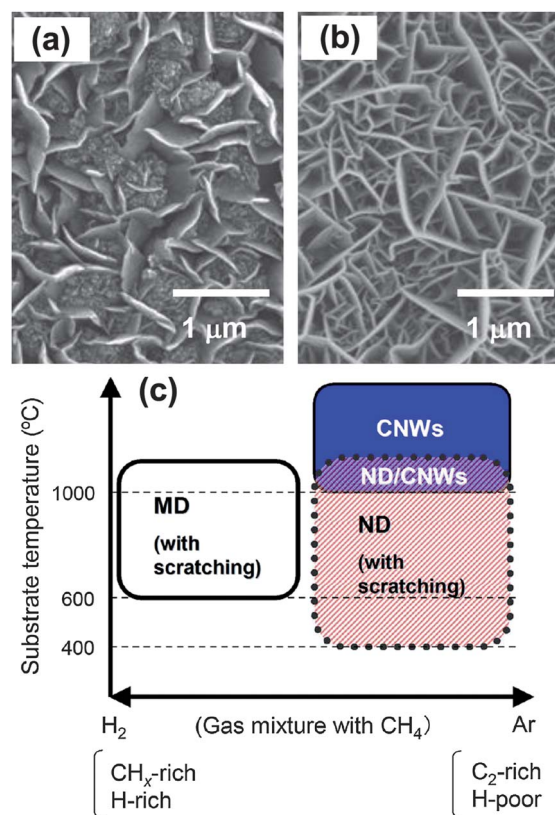 (a)
(b)
1 μm
1 μm
(c)
Substrate temperature (ºC)
1000
600
400
CNWs
ND/CNWs
MD
(with
scratching)
ND
(with
scratching)
H₂
(Gas mixture with CH₄)
Ar
CHₓ-rich
H-rich
C₂-rich
H-poor